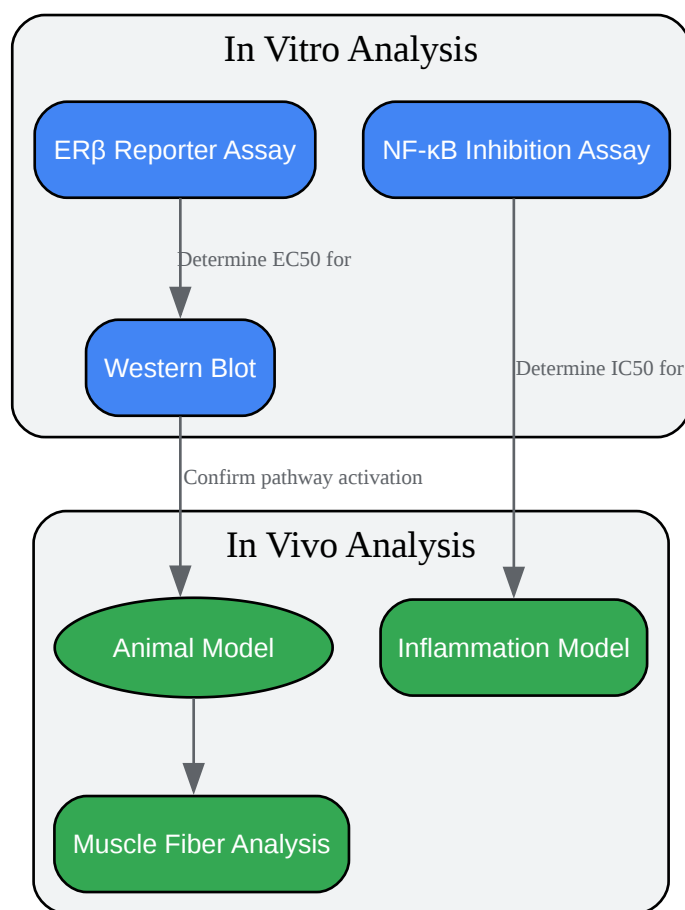 In Vitro Analysis
ERβ Reporter Assay
NF-κB Inhibition Assay
Determine EC50 for
Western Blot
Determine IC50 for
Confirm pathway activation
In Vivo Analysis
Animal Model
Inflammation Model
Muscle Fiber Analysis